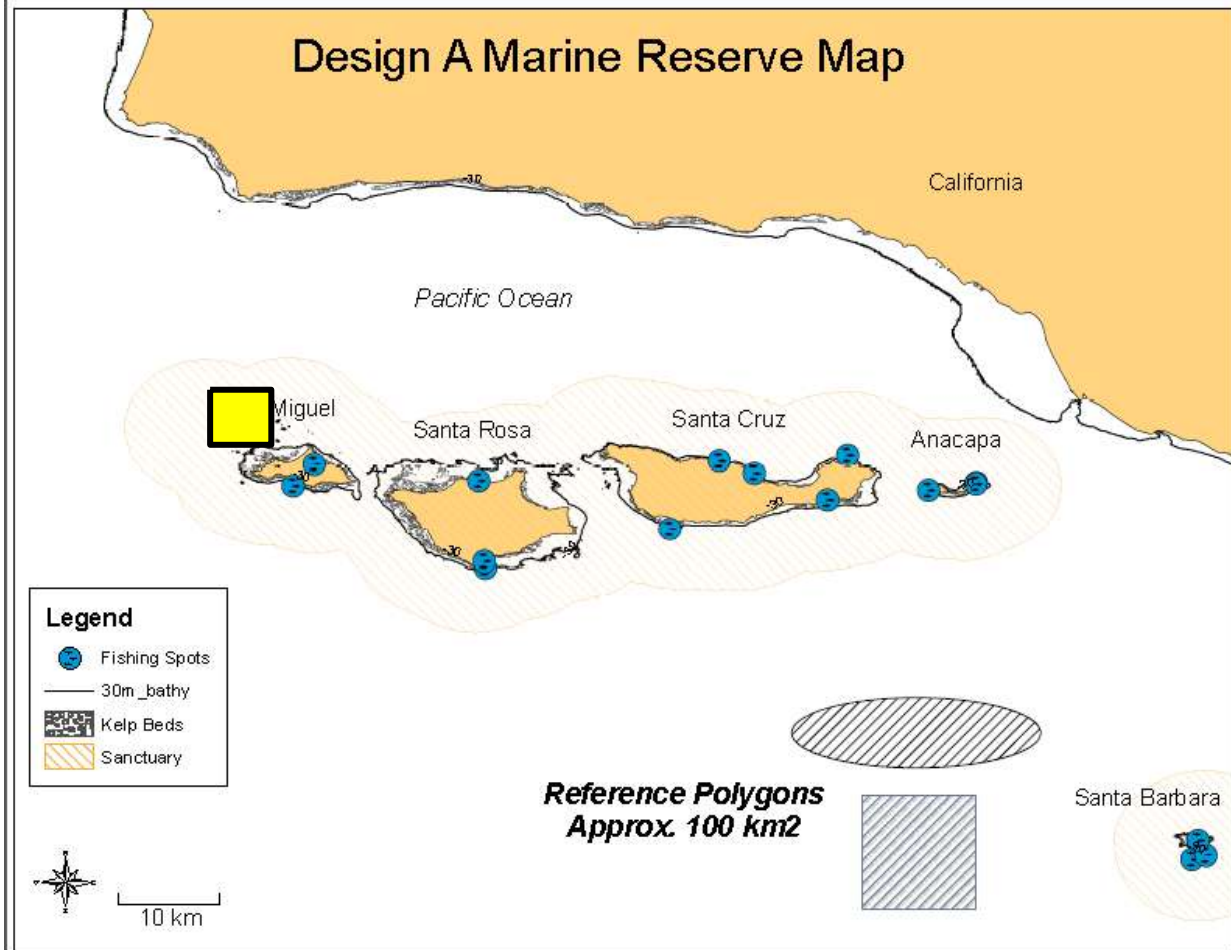 Design A Marine Reserve Map
-30
California
Pacific Ocean
Miguel
Santa Rosa
Santa Cruz
Anacapa
-30
-30
-30
Legend
Fishing Spots
30m_bathy
Kelp Beds
Sanctuary
Reference Polygons
Approx. 100 km2
Santa Barbara
10 km